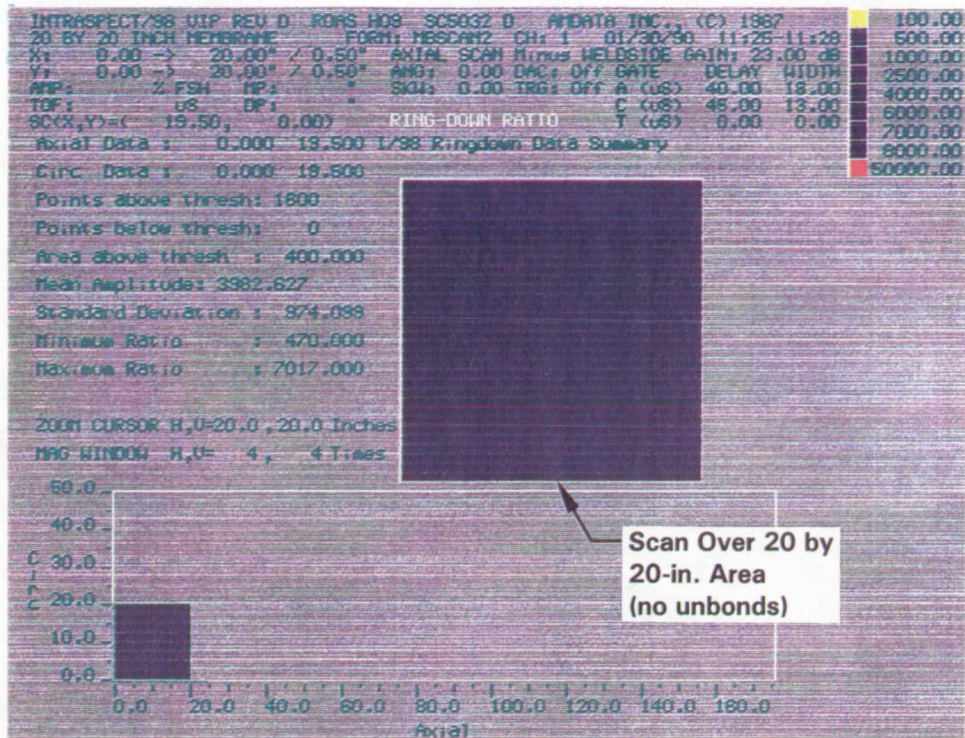 INTRASPECT/98 VIP REV D RDAS H09 SC5032 D AMDATA INC., (C) 1987
20 BY 20 INCH MEMBRANE FORM: MBSCAN2 CH: 1 01/30/90 11:25-11:28
X: 0.00 -> 20.00" / 0.50" AXIAL SCAN Minus WELDSIDE GAIN: 23.00 dB
Y: 0.00 -> 20.00" / 0.50" ANG: 0.00 DAC: Off GATE DELAY WIDTH
AMP: % FSH MP: " SKW: 0.00 TRG: Off A (uS) 40.00 18.00
TOF: uS DP: " C (uS) 45.00 13.00
SC(X,Y)=( 19.50, 0.00) RING-DOWN RATIO T (uS) 0.00 0.00
100.00
500.00
1000.00
2500.00
4000.00
6000.00
7000.00
8000.00
50000.00
Axial Data : 0.000 19.500 I/98 Ringdown Data Summary
Circ Data : 0.000 19.500
Points above thresh: 1600
Points below thresh: 0
Area above thresh : 400.000
Mean Amplitude: 3982.627
Standard Deviation : 974.099
Minimum Ratio : 470.000
Maximum Ratio : 7017.000
ZOOM CURSOR H,V=20.0 ,20.0 Inches
MAG WINDOW H,V= 4, 4 Times
Scan Over 20 by
20-in. Area
(no unbonds)
50.0
40.0
30.0
20.0
10.0
0.0
Circ
0.0 20.0 40.0 60.0 80.0 100.0 120.0 140.0 160.0
Axial